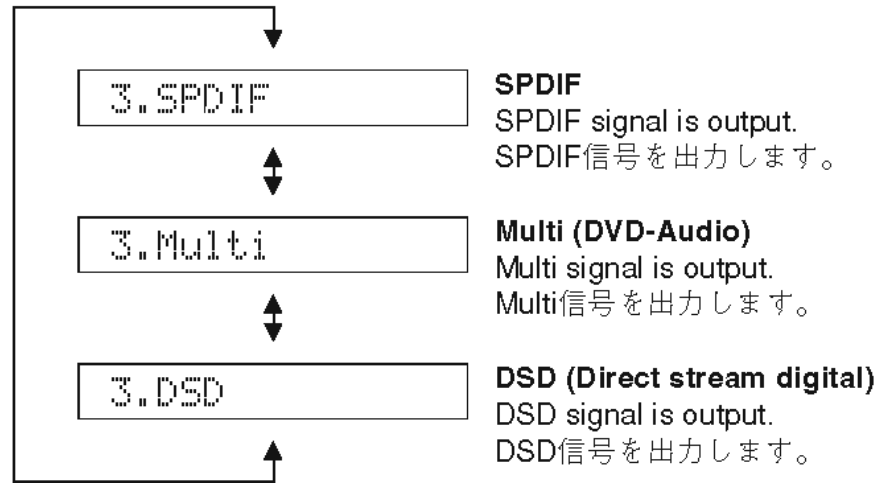 3.SPDIF
SPDIF
SPDIF signal is output.
SPDIF信号を出力します。
3.Multi
Multi (DVD-Audio)
Multi signal is output.
Multi信号を出力します。
3.DSD
DSD (Direct stream digital)
DSD signal is output.
DSD信号を出力します。